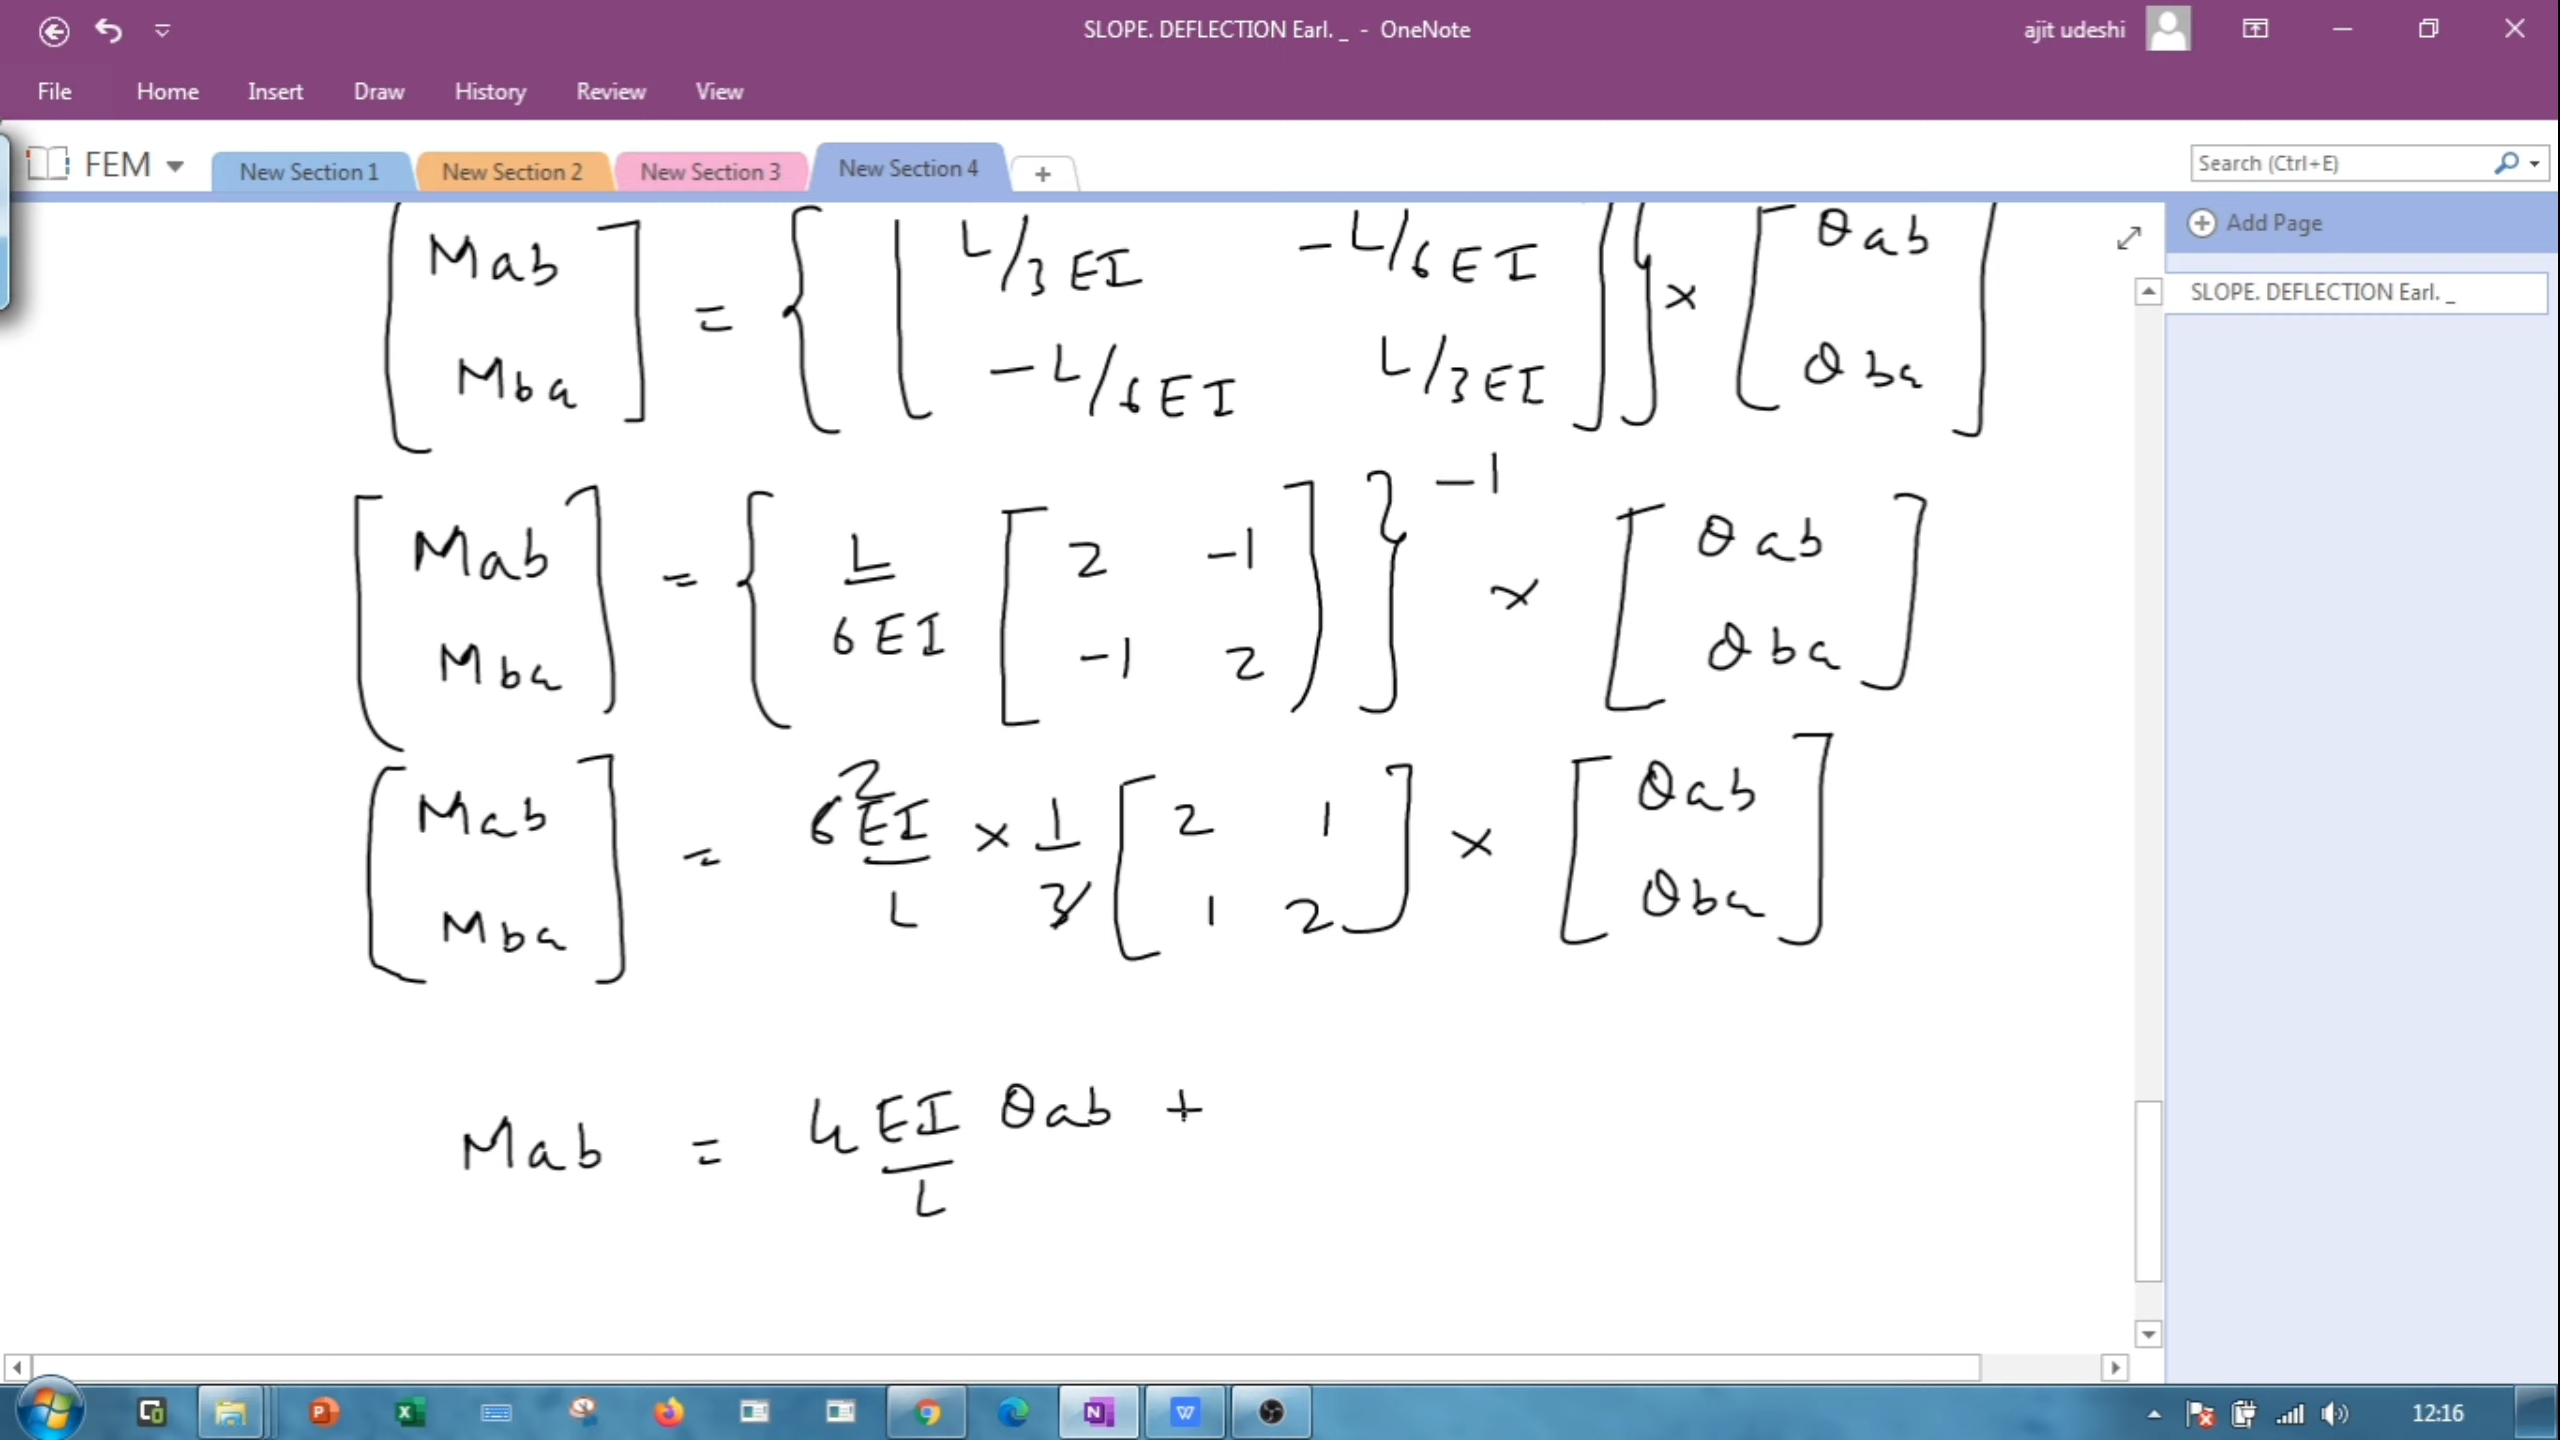 SLOPE. DEFLECTION Earl. _ - OneNote
ajit udeshi
File Home Insert Draw History Review View
FEM New Section 1 New Section 2 New Section 3 New Section 4 +
Search (Ctrl+E)
Add Page
SLOPE. DEFLECTION Earl. _
[ Mab Mba ] = { [ L/3EI -L/6EI -L/6EI L/3EI ] } × [ θab θba ]
[ Mab Mba ] = { L/6EI [ 2 -1 -1 2 ] }-1 × [ θab θba ]
[ Mab Mba ] = 6 2 EI/L × 1/3 [ 2 1 1 2 ] × [ θab θba ]
Mab = 4EI/L θab +
12:16